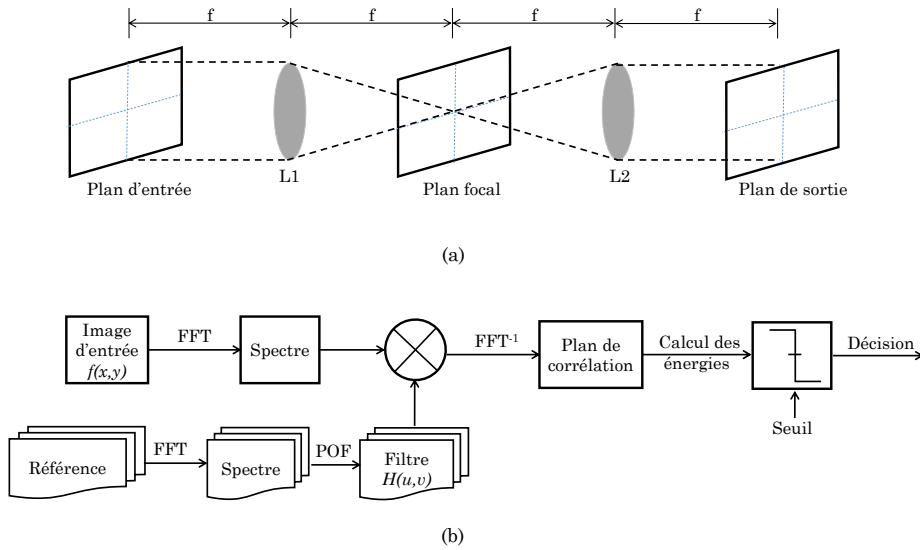 f f f f
Plan d'entrée
L1
Plan focal
L2
Plan de sortie
(a)
Image
d'entrée
f(x,y)
FFT
Spectre
FFT-1
Plan de
corrélation
Calcul des
énergies
Décision
Seuil
Référence
FFT
Spectre
POF
Filtre
H(u,v)
(b)